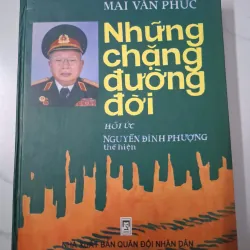 MAI VĂN PHÚC
Những
chặng
đường
đời
HỒI ỨC
NGUYỄN ĐÌNH PHƯỢNG
thể hiện
NHÀ XUẤT BẢN QUÂN ĐỘI NHÂN DÂN